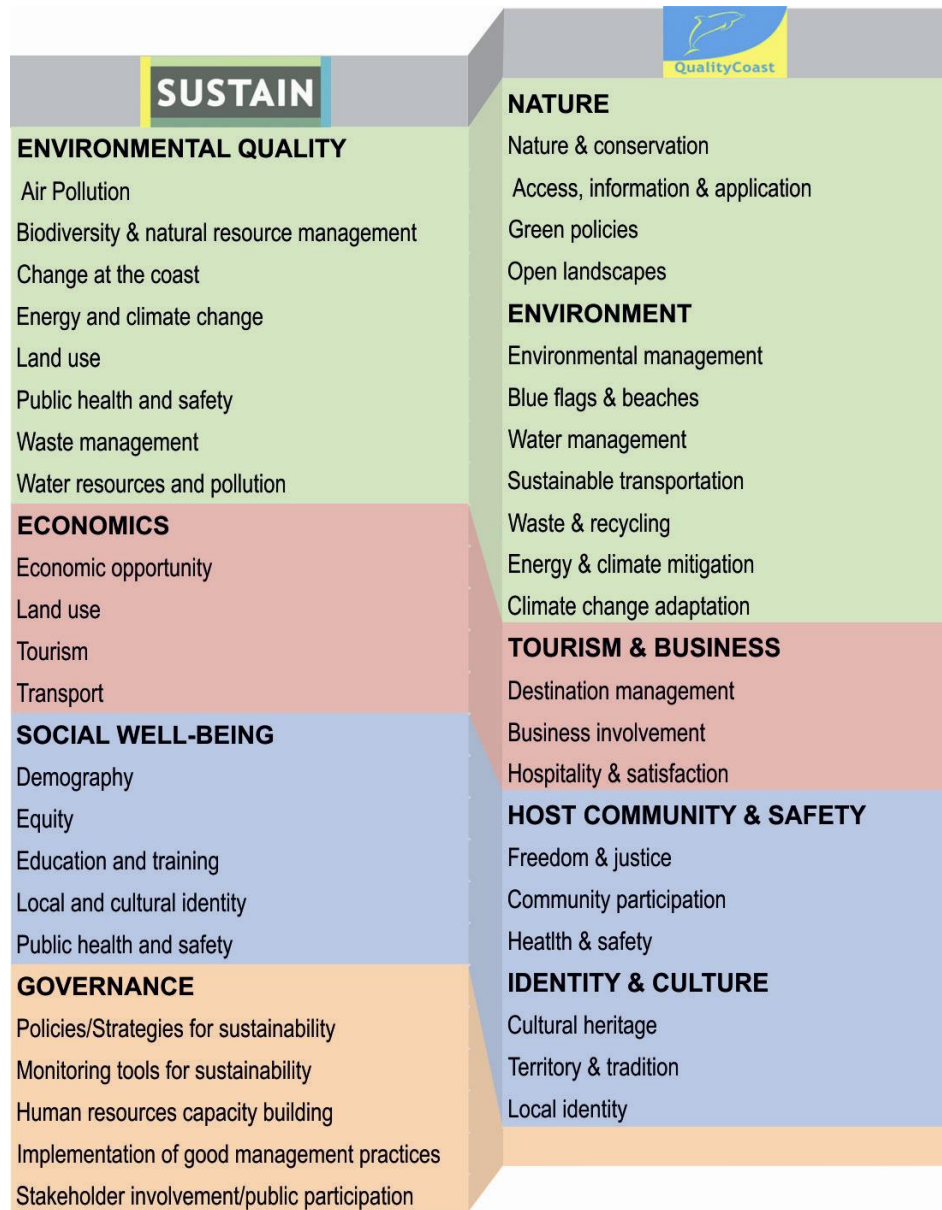 SUSTAIN
ENVIRONMENTAL QUALITY
Air Pollution
Biodiversity & natural resource management
Change at the coast
Energy and climate change
Land use
Public health and safety
Waste management
Water resources and pollution
ECONOMICS
Economic opportunity
Land use
Tourism
Transport
SOCIAL WELL-BEING
Demography
Equity
Education and training
Local and cultural identity
Public health and safety
GOVERNANCE
Policies/Strategies for sustainability
Monitoring tools for sustainability
Human resources capacity building
Implementation of good management practices
Stakeholder involvement/public participation
QualityCoast
NATURE
Nature & conservation
Access, information & application
Green policies
Open landscapes
ENVIRONMENT
Environmental management
Blue flags & beaches
Water management
Sustainable transportation
Waste & recycling
Energy & climate mitigation
Climate change adaptation
TOURISM & BUSINESS
Destination management
Business involvement
Hospitality & satisfaction
HOST COMMUNITY & SAFETY
Freedom & justice
Community participation
Heatlth & safety
IDENTITY & CULTURE
Cultural heritage
Territory & tradition
Local identity